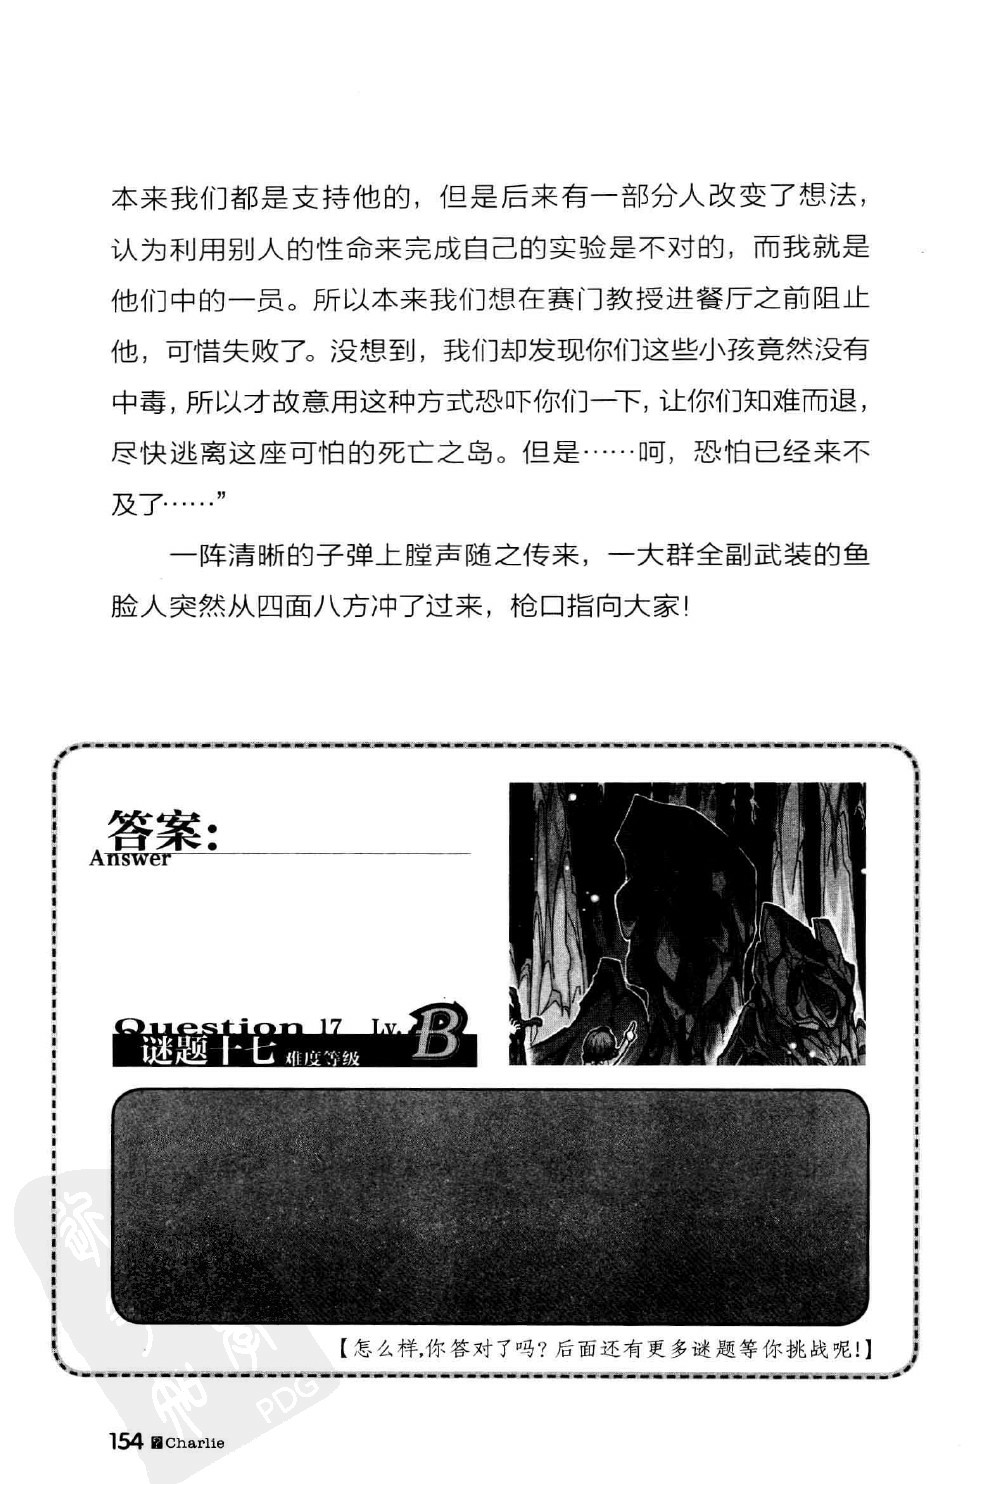 本来我们都是支持他的，但是后来有一部分人改变了想法，
认为利用别人的性命来完成自己的实验是不对的，而我就是
他们中的一员。所以本来我们想在赛门教授进餐厅之前阻止
他，可惜失败了。没想到，我们却发现你们这些小孩竟然没有
中毒，所以才故意用这种方式恐吓你们一下，让你们知难而退，
尽快逃离这座可怕的死亡之岛。但是……呵，恐怕已经来不
及了……”
一阵清晰的子弹上膛声随之传来，一大群全副武装的鱼
脸人突然从四面八方冲了过来，枪口指向大家！
答案：
Answer
Question 17 Lv. B
谜题十七 难度等级
【怎么样，你答对了吗？后面还有更多谜题等你挑战呢！】
PDG
154 Charlie